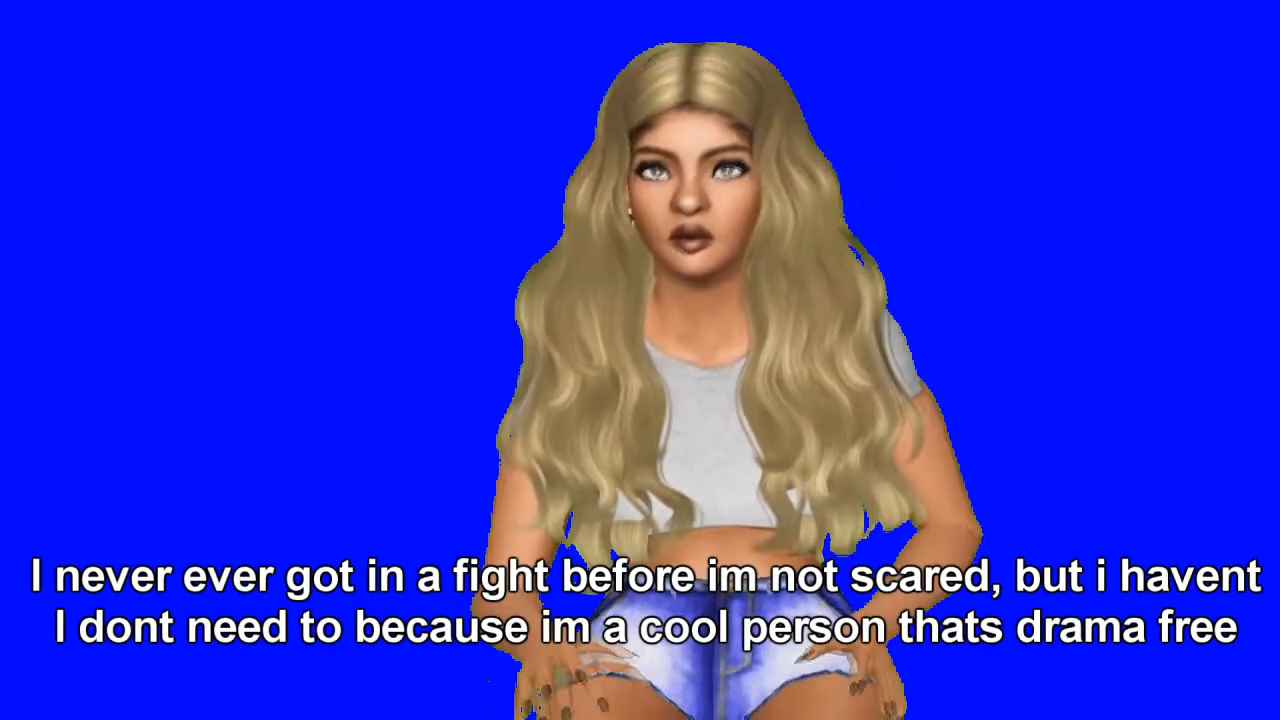 I never ever got in a fight before im not scared, but i havent
I dont need to because im a cool person thats drama free